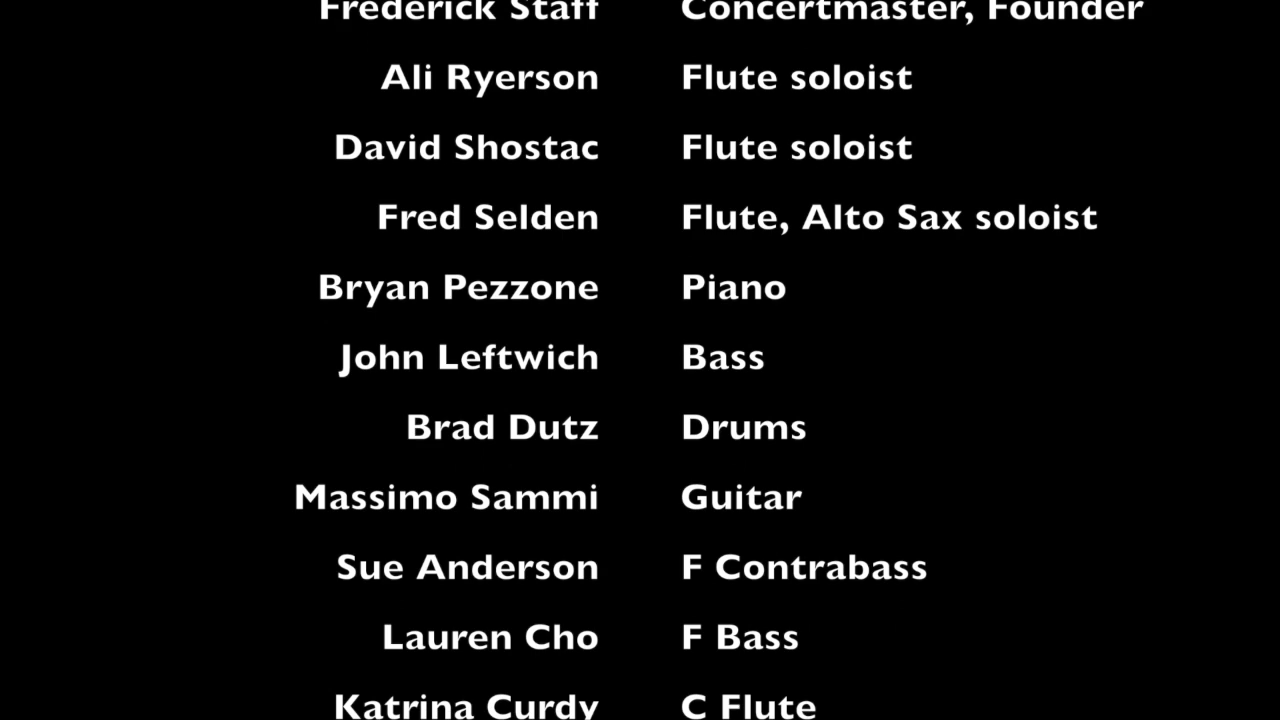 Frederick Staff Concertmaster, Founder
Ali Ryerson Flute soloist
David Shostac Flute soloist
Fred Selden Flute, Alto Sax soloist
Bryan Pezzone Piano
John Leftwich Bass
Brad Dutz Drums
Massimo Sammi Guitar
Sue Anderson F Contrabass
Lauren Cho F Bass
Katrina Curdy C Flute